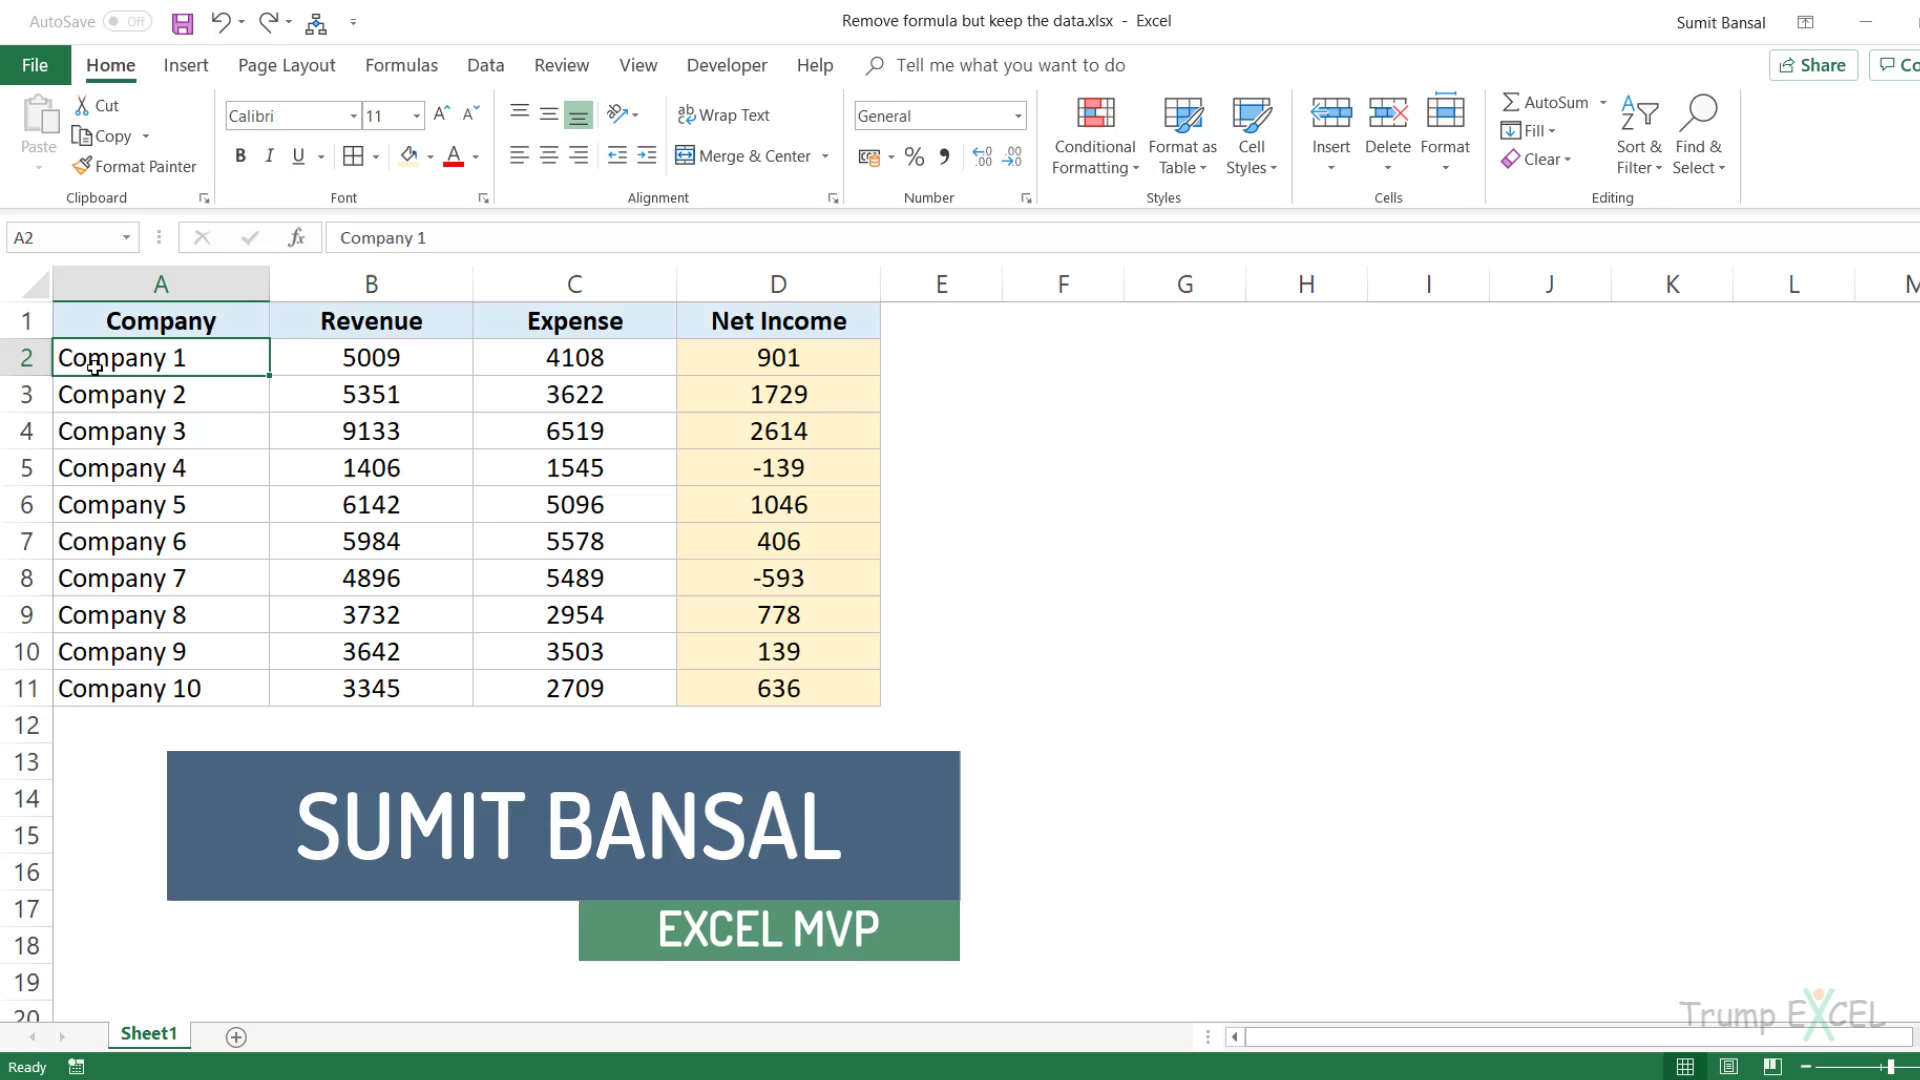 AutoSave Off
Remove formula but keep the data.xlsx - Excel
Sumit Bansal
File Home Insert Page Layout Formulas Data Review View Developer Help Tell me what you want to do Share Co
Paste
Cut
Copy
Format Painter
Clipboard
Calibri 11
B I U
Font
Wrap Text
Merge & Center
Alignment
General
Number
Conditional Formatting
Format as Table
Cell Styles
Styles
Insert Delete Format
Cells
AutoSum
Fill
Clear
Sort & Filter
Find & Select
Editing
A2 fx Company 1
A B C D E F G H I J K L M
1 Company Revenue Expense Net Income
2 Company 1 5009 4108 901
3 Company 2 5351 3622 1729
4 Company 3 9133 6519 2614
5 Company 4 1406 1545 -139
6 Company 5 6142 5096 1046
7 Company 6 5984 5578 406
8 Company 7 4896 5489 -593
9 Company 8 3732 2954 778
10 Company 9 3642 3503 139
11 Company 10 3345 2709 636
12
13
14
15
16
17
18
19
20
SUMIT BANSAL
EXCEL MVP
Trump EXCEL
Sheet1
Ready